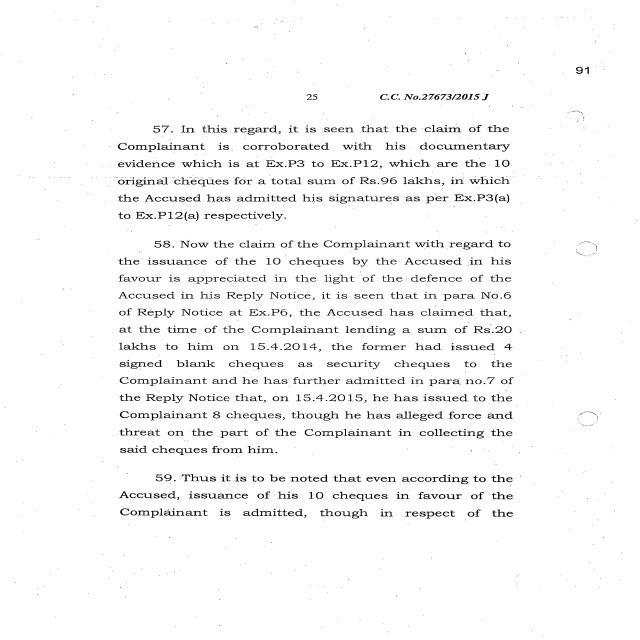 91
25 C.C. No.27673/2015 J
57. In this regard, it is seen that the claim of the
Complainant is corroborated with his documentary
evidence which is at Ex.P3 to Ex.P12, which are the 10
original cheques for a total sum of Rs.96 lakhs, in which
the Accused has admitted his signatures as per Ex.P3(a)
to Ex.P12(a) respectively.
58. Now the claim of the Complainant with regard to
the issuance of the 10 cheques by the Accused in his
favour is appreciated in the light of the defence of the
Accused in his Reply Notice, it is seen that in para No.6
of Reply Notice at Ex.P6, the Accused has claimed that,
at the time of the Complainant lending a sum of Rs.20
lakhs to him on 15.4.2014, the former had issued 4
signed blank cheques as security cheques to the
Complainant and he has further admitted in para no.7 of
the Reply Notice that, on 15.4.2015, he has issued to the
Complainant 8 cheques, though he has alleged force and
threat on the part of the Complainant in collecting the
said cheques from him.
59. Thus it is to be noted that even according to the
Accused, issuance of his 10 cheques in favour of the
Complainant is admitted, though in respect of the